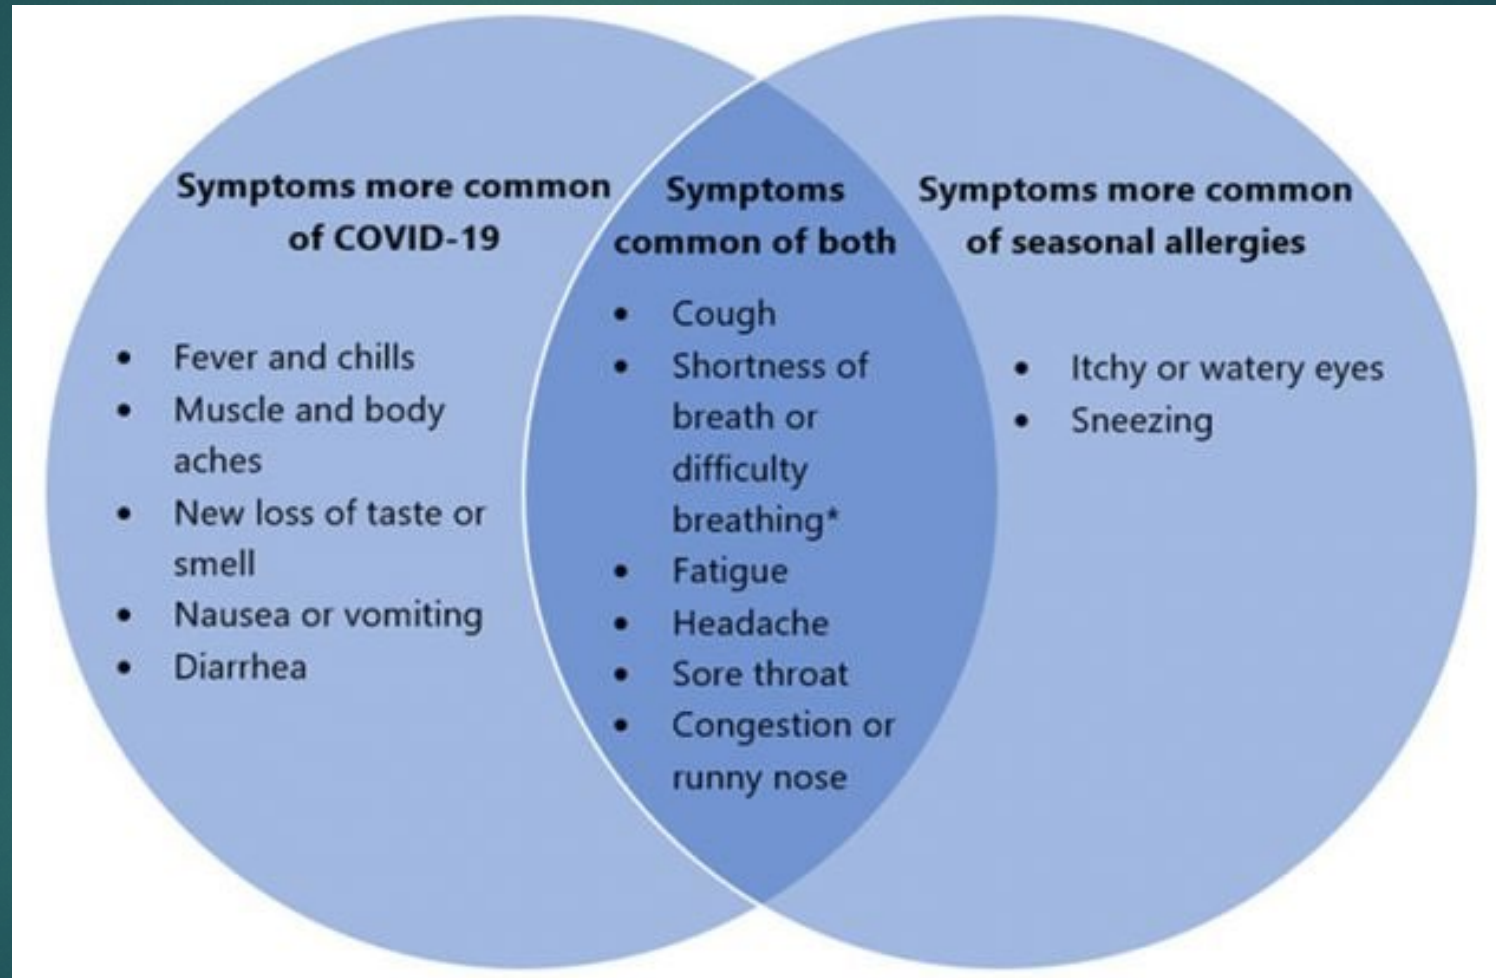 Symptoms more common
of COVID-19
• Fever and chills
• Muscle and body
aches
• New loss of taste or
smell
• Nausea or vomiting
• Diarrhea
Symptoms
common of both
• Cough
• Shortness of
breath or
difficulty
breathing*
• Fatigue
• Headache
• Sore throat
• Congestion or
runny nose
Symptoms more common
of seasonal allergies
• Itchy or watery eyes
• Sneezing